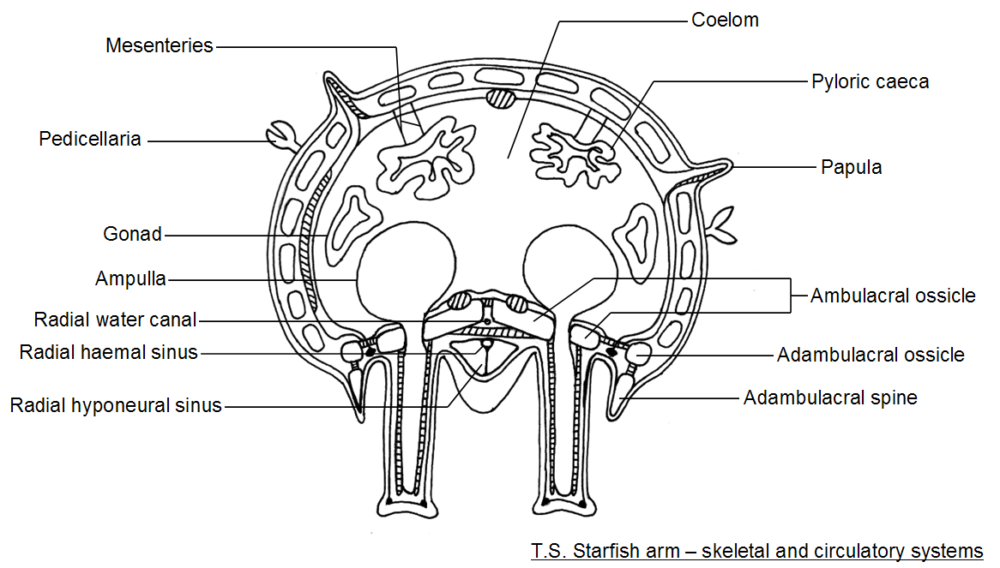 Coelom
Mesenteries
Pyloric caeca
Pedicellaria
Papula
Gonad
Ampulla
Ambulacral ossicle
Radial water canal
Radial haemal sinus
Adambulacral ossicle
Adambulacral spine
Radial hyponeural sinus
T.S. Starfish arm – skeletal and circulatory systems